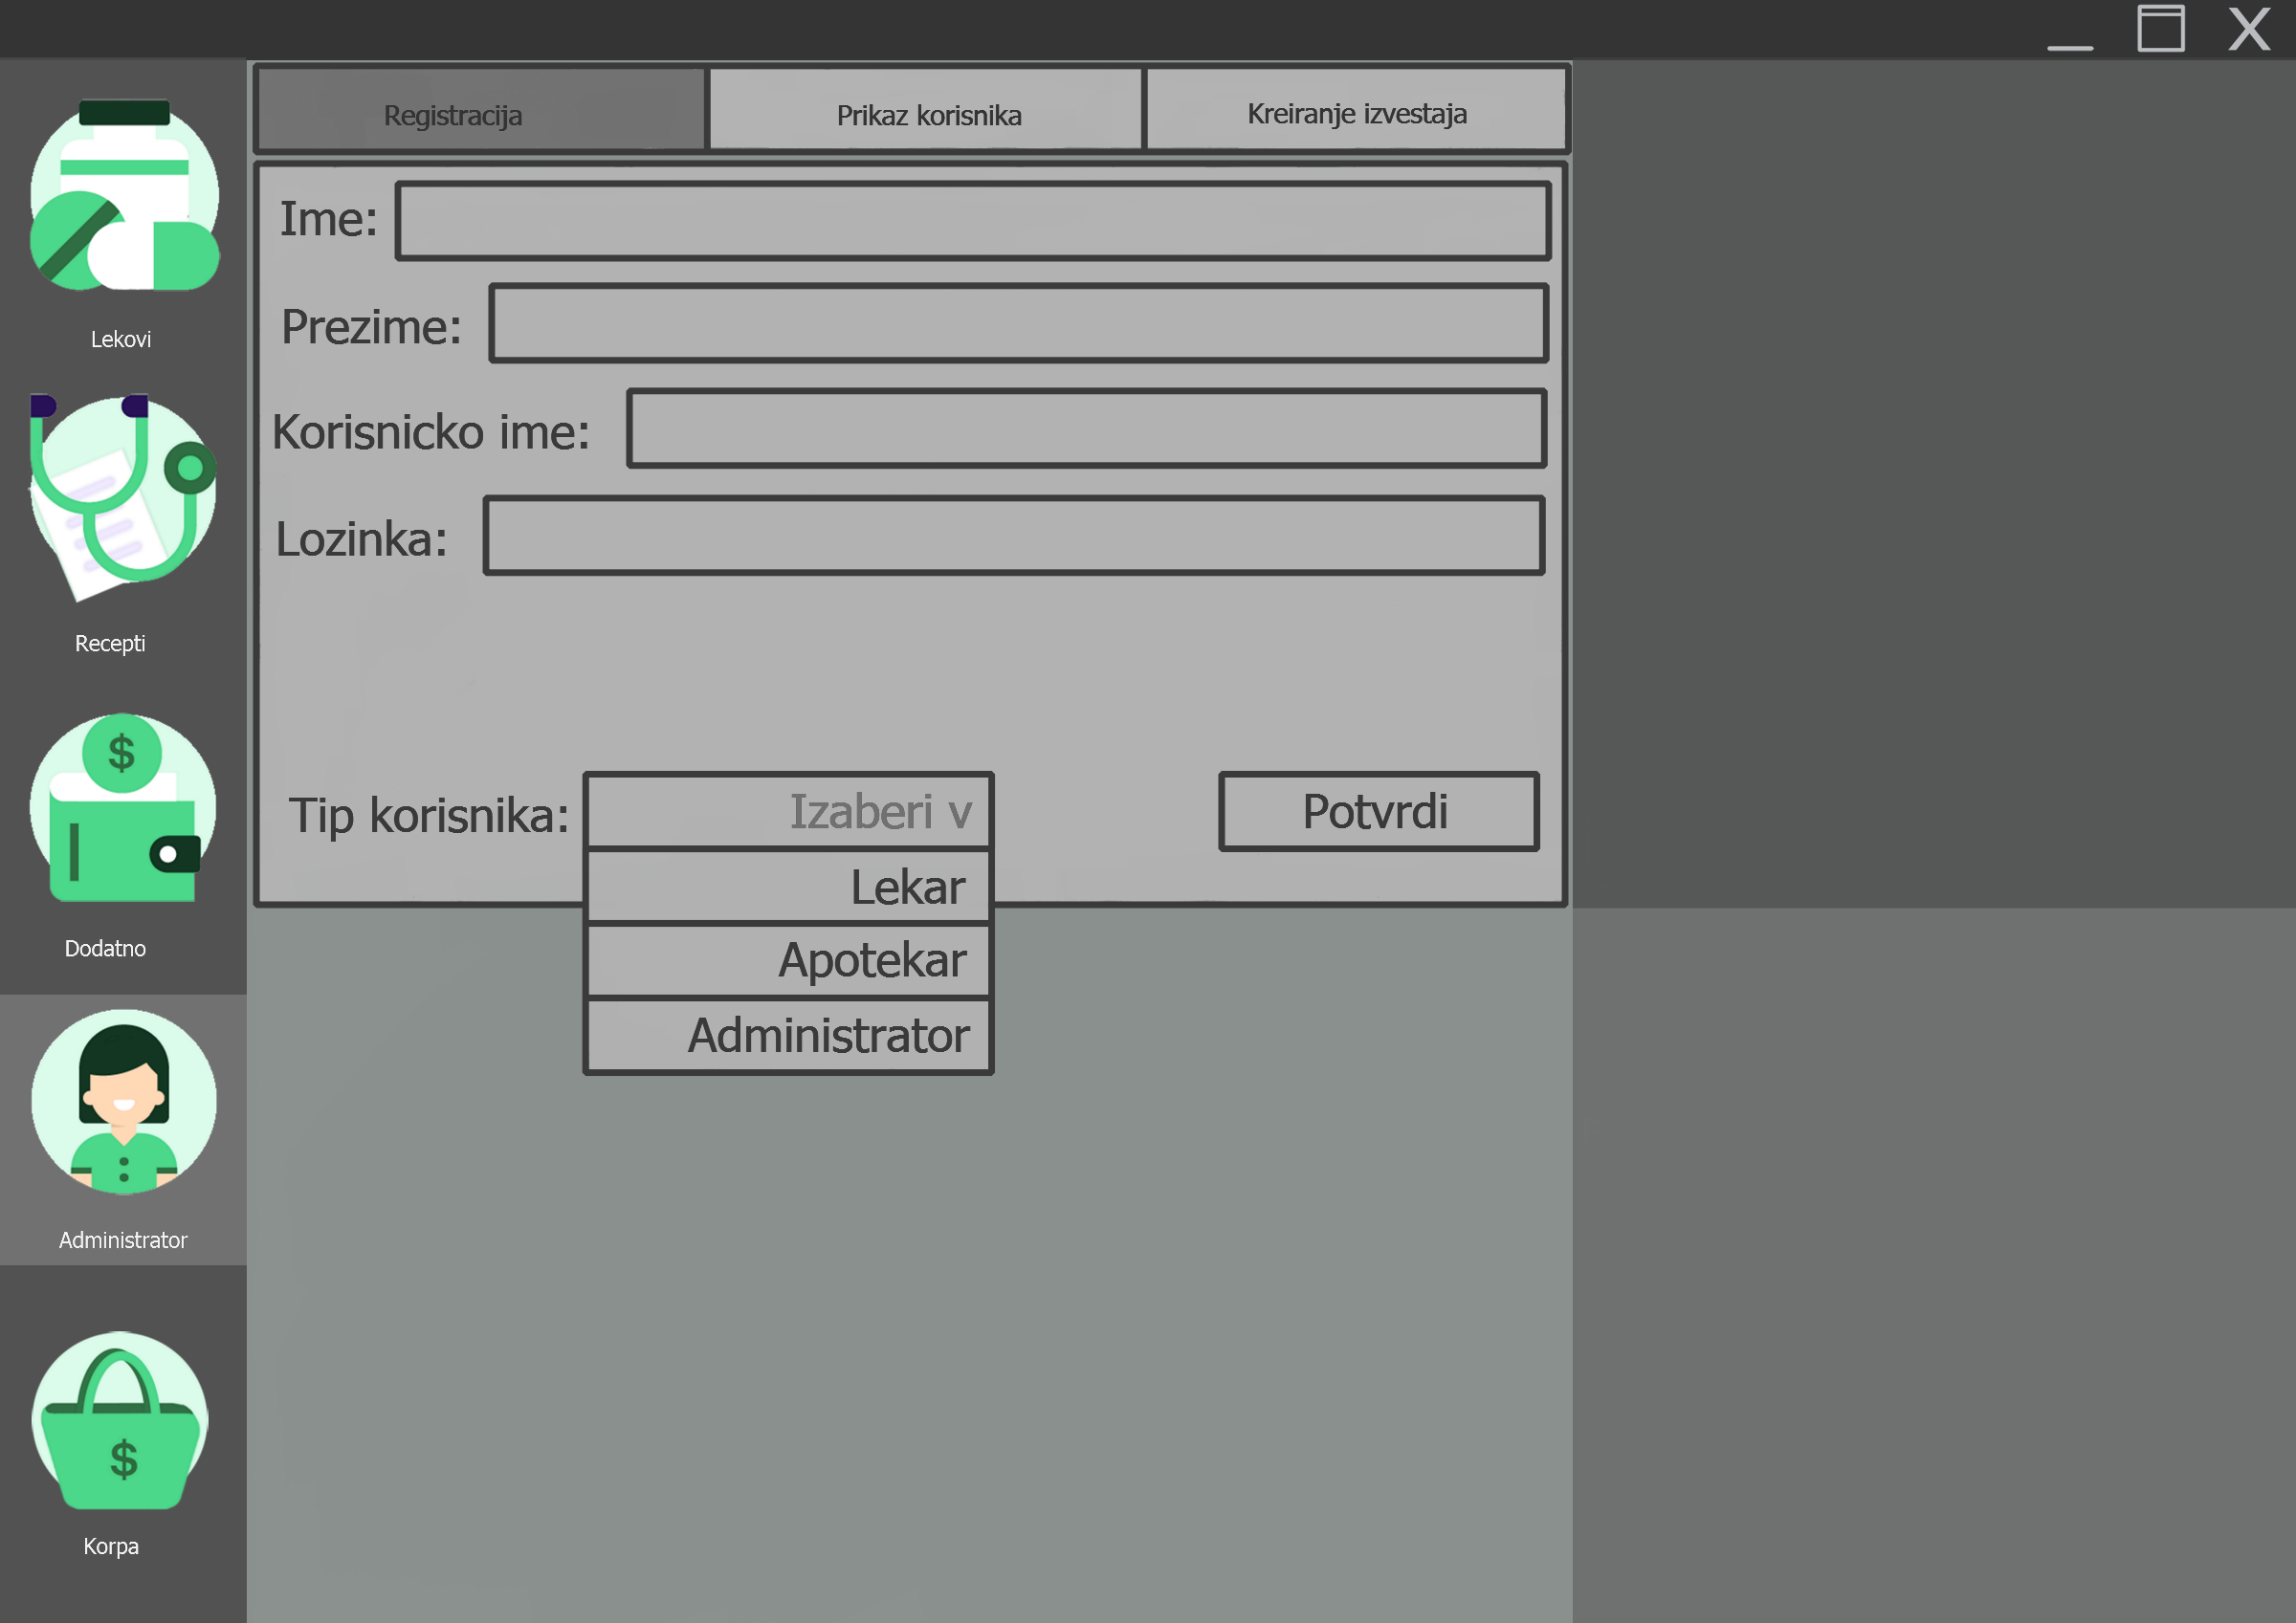 Lekovi
Recepti
$
Dodatno
Administrator
$
Korpa
Registracija
Prikaz korisnika
Kreiranje izvestaja
Ime:
Prezime:
Korisnicko ime:
Lozinka:
Tip korisnika:
Izaberi v
Lekar
Apotekar
Administrator
Potvrdi